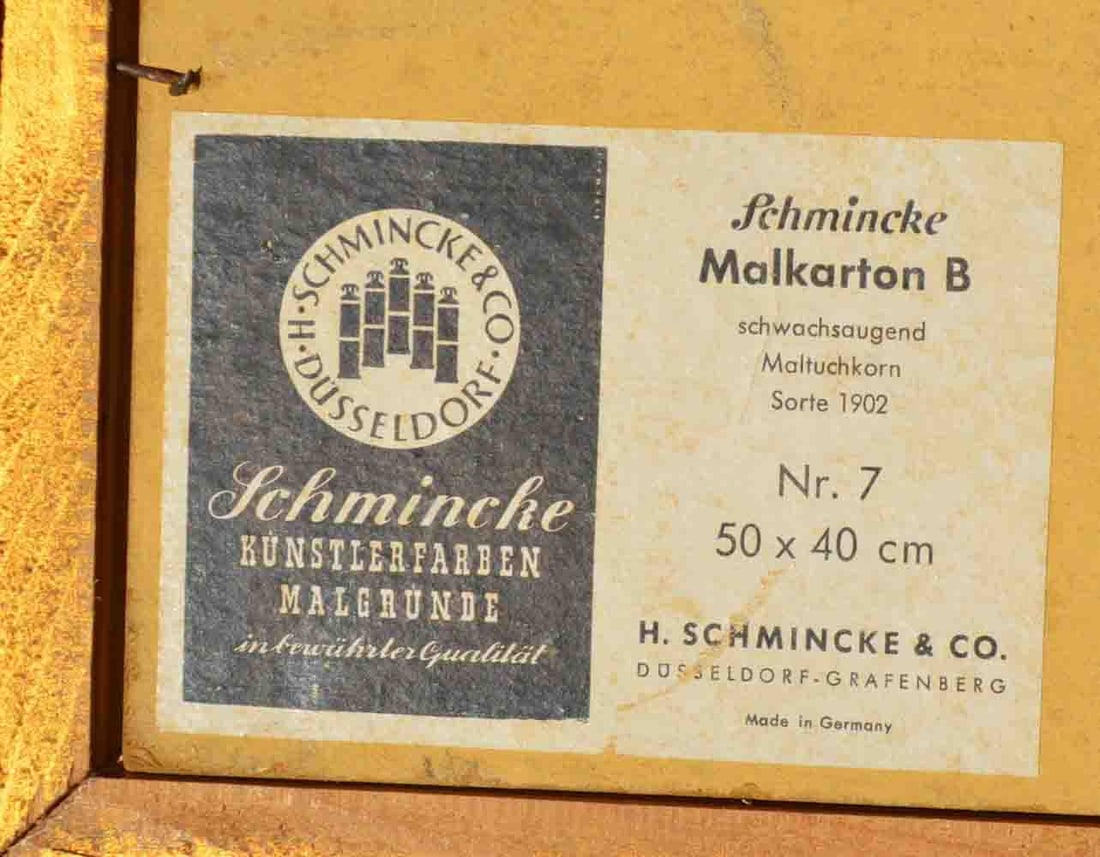 H · SCHMINCKE & CO ·
DÜSSELDORF ·
Schmincke
KÜNSTLERFARBEN
MALGRÜNDE
in bewährter Qualität
Schmincke
Malkarton B
schwachsaugend
Maltuchkorn
Sorte 1902
Nr. 7
50 x 40 cm
H. SCHMINCKE & CO.
DÜSSELDORF-GRAFENBERG
Made in Germany